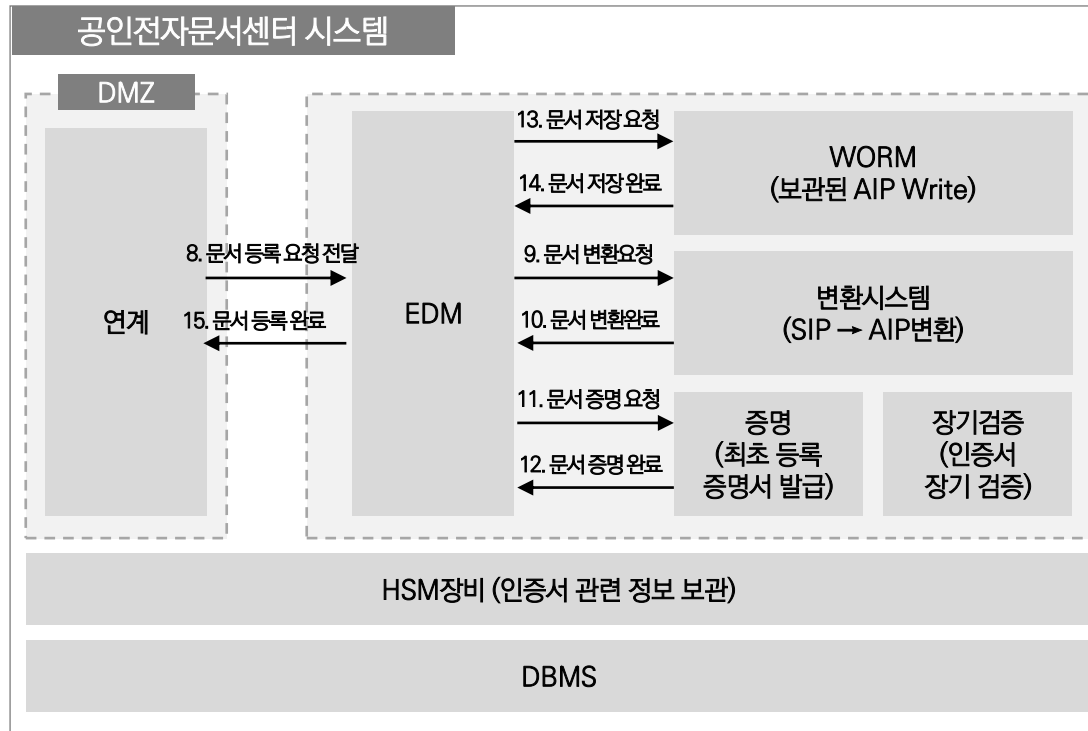 공인전자문서센터 시스템
DMZ
연계
8. 문서 등록 요청 전달
15. 문서 등록 완료
EDM
13. 문서 저장 요청
14. 문서 저장 완료
9. 문서 변환요청
10. 문서 변환완료
11. 문서 증명 요청
12. 문서 증명 완료
WORM
(보관된 AIP Write)
변환시스템
(SIP → AIP변환)
증명
(최초 등록
증명서 발급)
장기검증
(인증서
장기 검증)
HSM장비 (인증서 관련 정보 보관)
DBMS